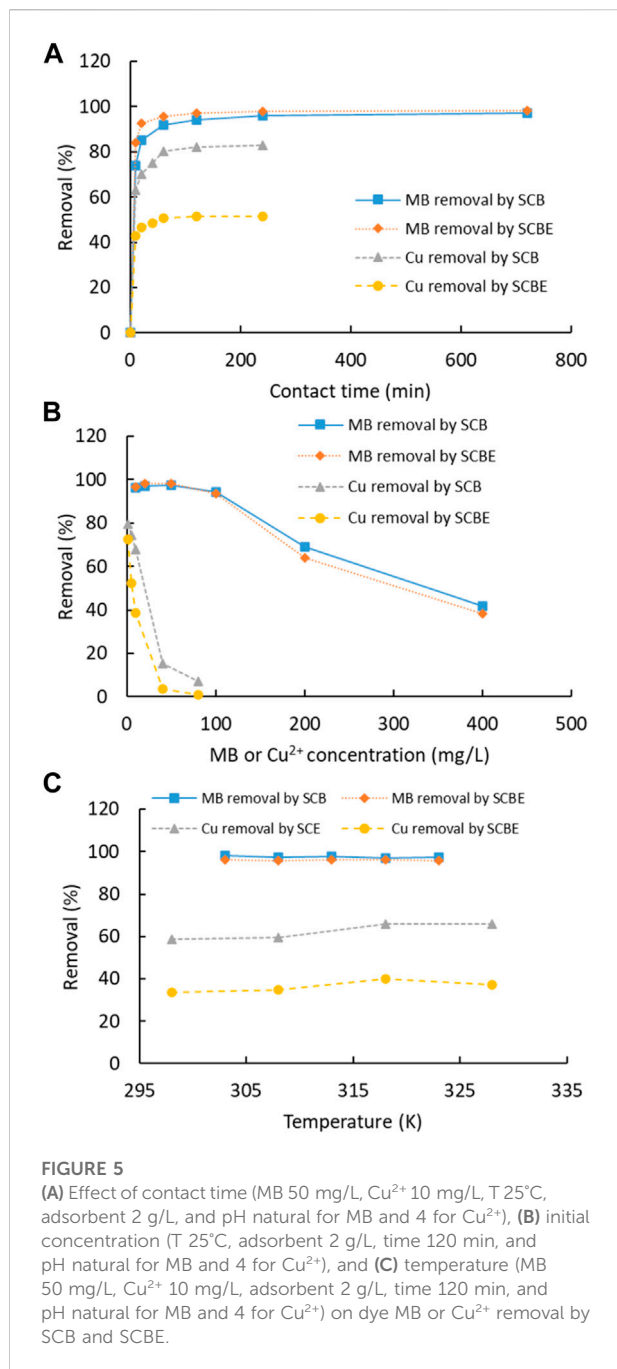 A
120
100
80
60
40
20
0
Removal (%)
MB removal by SCB
MB removal by SCBE
Cu removal by SCB
Cu removal by SCBE
0 200 400 600 800
Contact time (min)
B
120
100
80
60
40
20
0
Removal (%)
MB removal by SCB
MB removal by SCBE
Cu removal by SCB
Cu removal by SCBE
0 100 200 300 400 500
MB or Cu²⁺ concentration (mg/L)
C
MB removal by SCB MB removal by SCBE
Cu removal by SCE Cu removal by SCBE
120
100
80
60
40
20
0
Removal (%)
295 305 315 325 335
Temperature (K)
FIGURE 5
(A) Effect of contact time (MB 50 mg/L, Cu²⁺ 10 mg/L, T 25°C,
adsorbent 2 g/L, and pH natural for MB and 4 for Cu²⁺), (B) initial
concentration (T 25°C, adsorbent 2 g/L, time 120 min, and
pH natural for MB and 4 for Cu²⁺), and (C) temperature (MB
50 mg/L, Cu²⁺ 10 mg/L, adsorbent 2 g/L, time 120 min, and
pH natural for MB and 4 for Cu²⁺) on dye MB or Cu²⁺ removal by
SCB and SCBE.